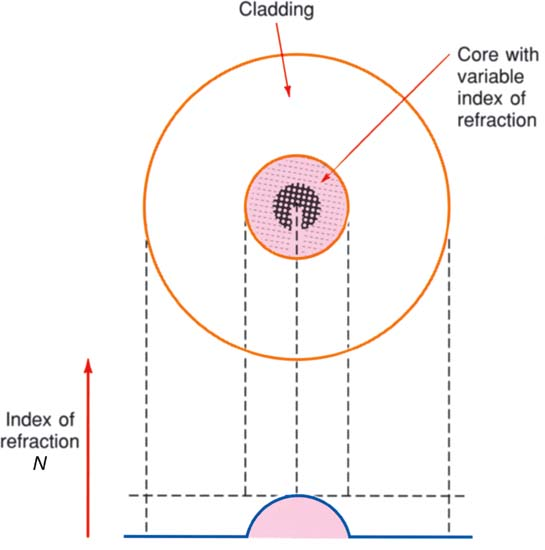 Cladding
Core with
variable
index of
refraction
Index of
refraction
N